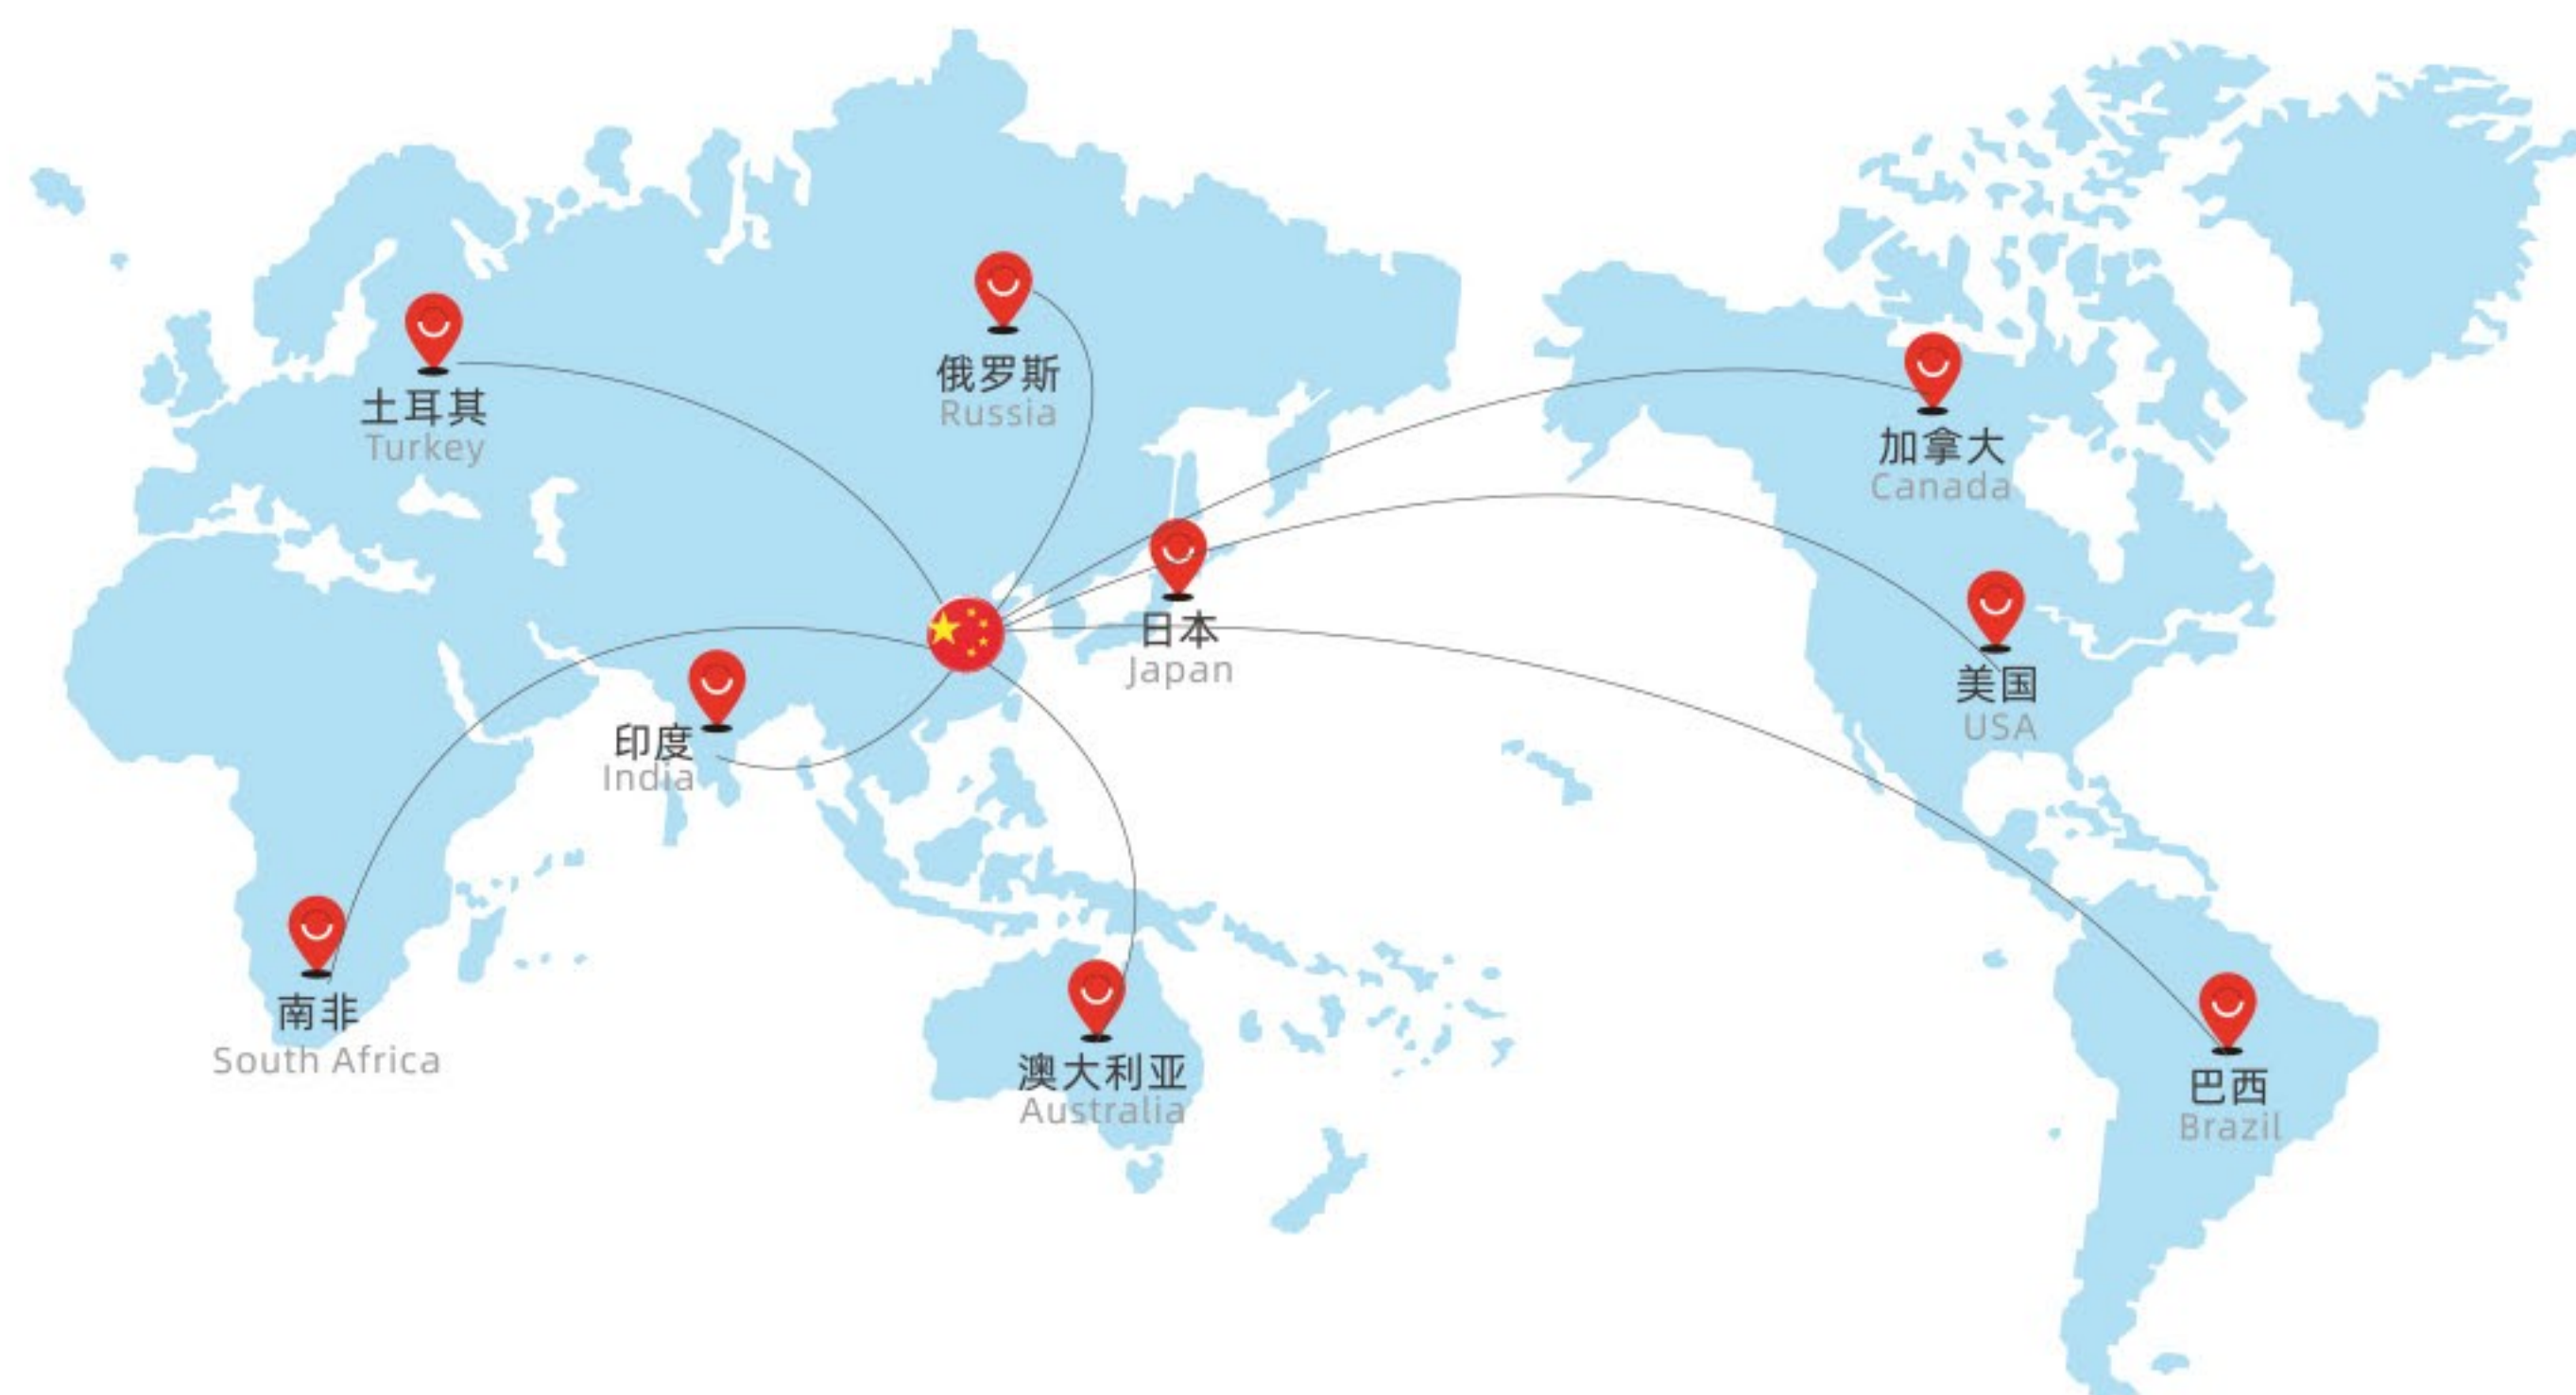 俄罗斯
Russia
土耳其
Turkey
加拿大
Canada
日本
Japan
美国
USA
印度
India
南非
South Africa
澳大利亚
Australia
巴西
Brazil